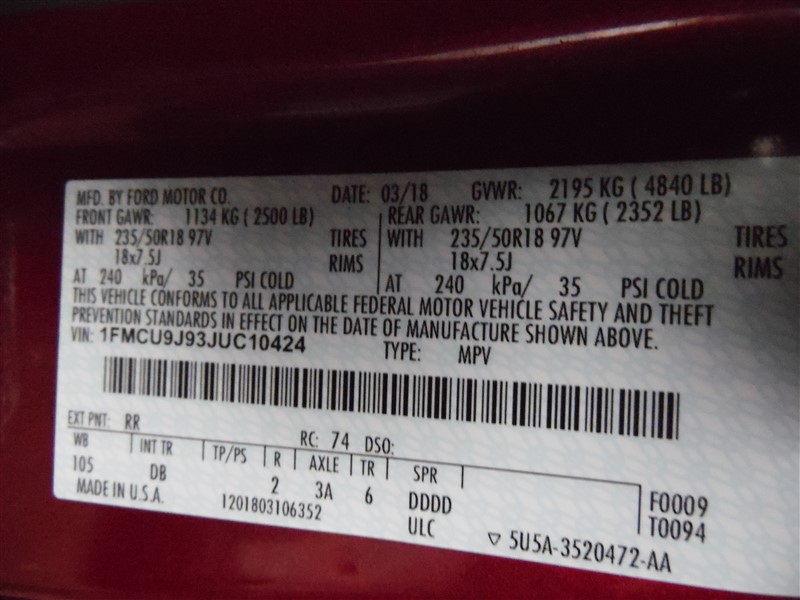 MFD. BY FORD MOTOR CO. DATE: 03/18 GVWR: 2195 KG ( 4840 LB)
FRONT GAWR: 1134 KG ( 2500 LB) REAR GAWR: 1067 KG ( 2352 LB)
WITH 235/50R18 97V TIRES WITH 235/50R18 97V TIRES
18x7.5J RIMS 18x7.5J RIMS
AT 240 kPa/ 35 PSI COLD AT 240 kPa/ 35 PSI COLD
THIS VEHICLE CONFORMS TO ALL APPLICABLE FEDERAL MOTOR VEHICLE SAFETY AND THEFT
PREVENTION STANDARDS IN EFFECT ON THE DATE OF MANUFACTURE SHOWN ABOVE.
VIN: 1FMCU9J93JUC10424 TYPE: MPV
EXT PNT: RR RC: 74 DSO:
WB INT TR TP/PS R AXLE TR SPR
105 DB 2 3A 6 DDDD F0009
MADE IN U.S.A. 1201803106352 ULC T0094
▽ 5U5A-3520472-AA